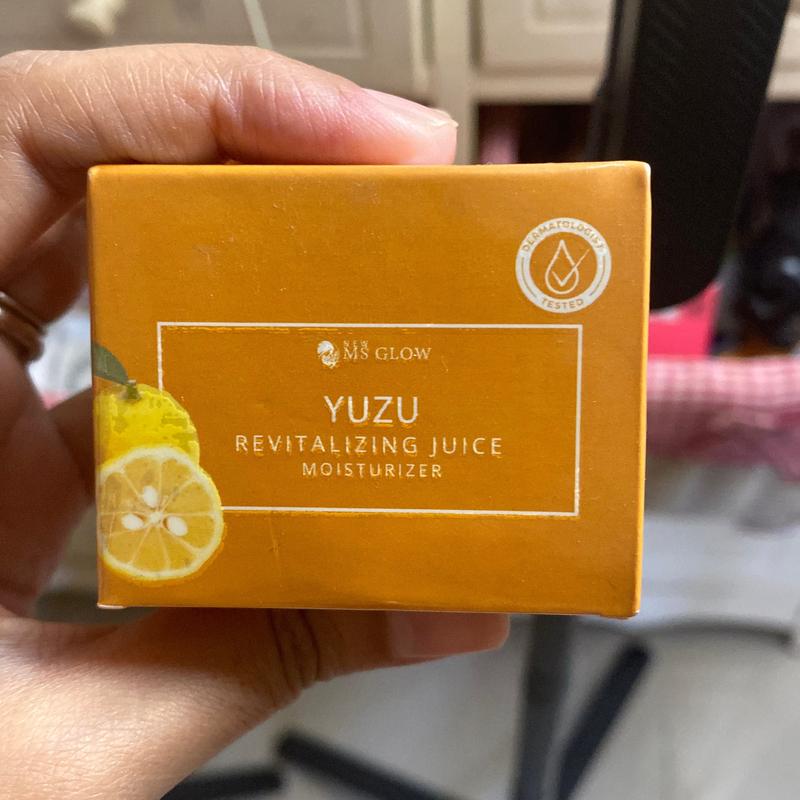 DERMATOLOGIST
TESTED
NEW
MS GLOW
YUZU
REVITALIZING JUICE
MOISTURIZER